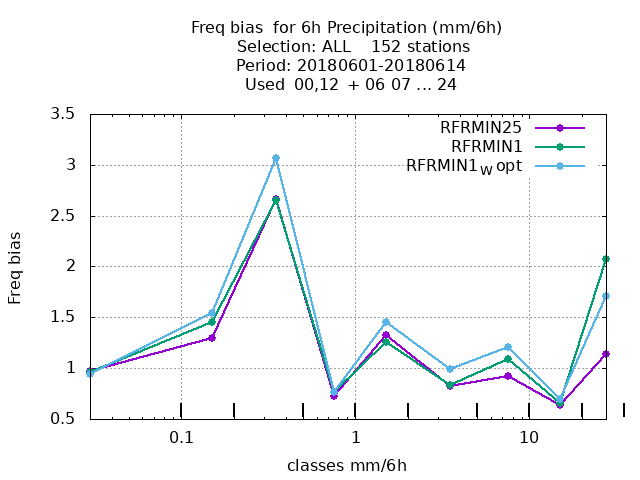 Freq bias  for 6h Precipitation (mm/6h)
Selection: ALL    152 stations
Period: 20180601-20180614
Used  00,12  + 06 07 ... 24
RFRMIN25
RFRMIN1
RFRMIN1W opt
3.5
3
2.5
2
1.5
1
0.5
Freq bias
0.1 1 10
classes mm/6h